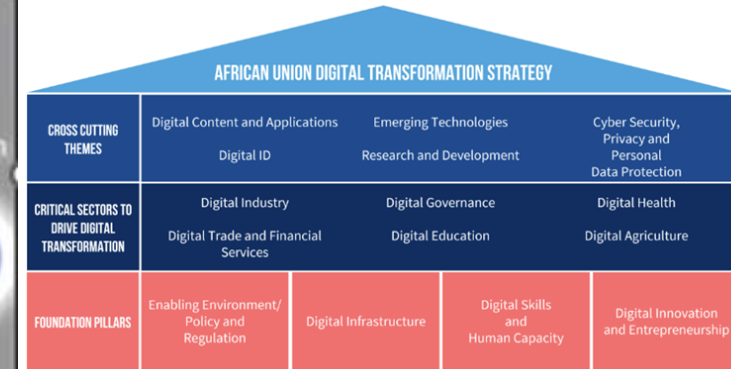 AFRICAN UNION DIGITAL TRANSFORMATION STRATEGY
CROSS CUTTING
THEMES
Digital Content and Applications
Digital ID
Emerging Technologies
Research and Development
Cyber Security,
Privacy and
Personal
Data Protection
CRITICAL SECTORS TO
DRIVE DIGITAL
TRANSFORMATION
Digital Industry
Digital Trade and Financial
Services
Digital Governance
Digital Education
Digital Health
Digital Agriculture
FOUNDATION PILLARS
Enabling Environment/
Policy and
Regulation
Digital Infrastructure
Digital Skills
and
Human Capacity
Digital Innovation
and Entrepreneurship